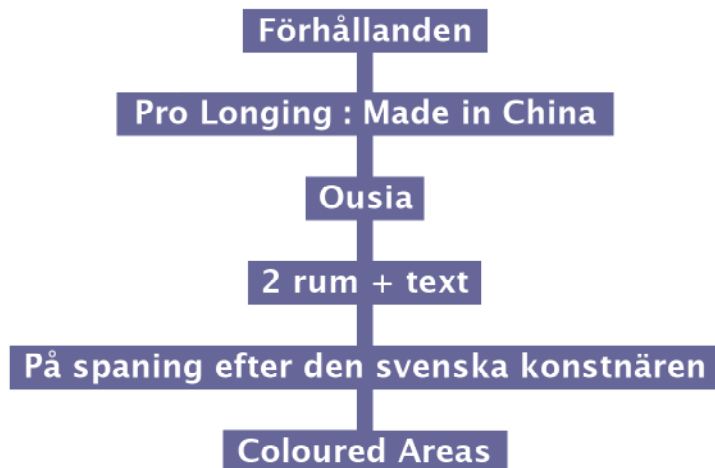 Förhållanden
Pro Longing : Made in China
Ousia
2 rum + text
På spaning efter den svenska konstnären
Coloured Areas